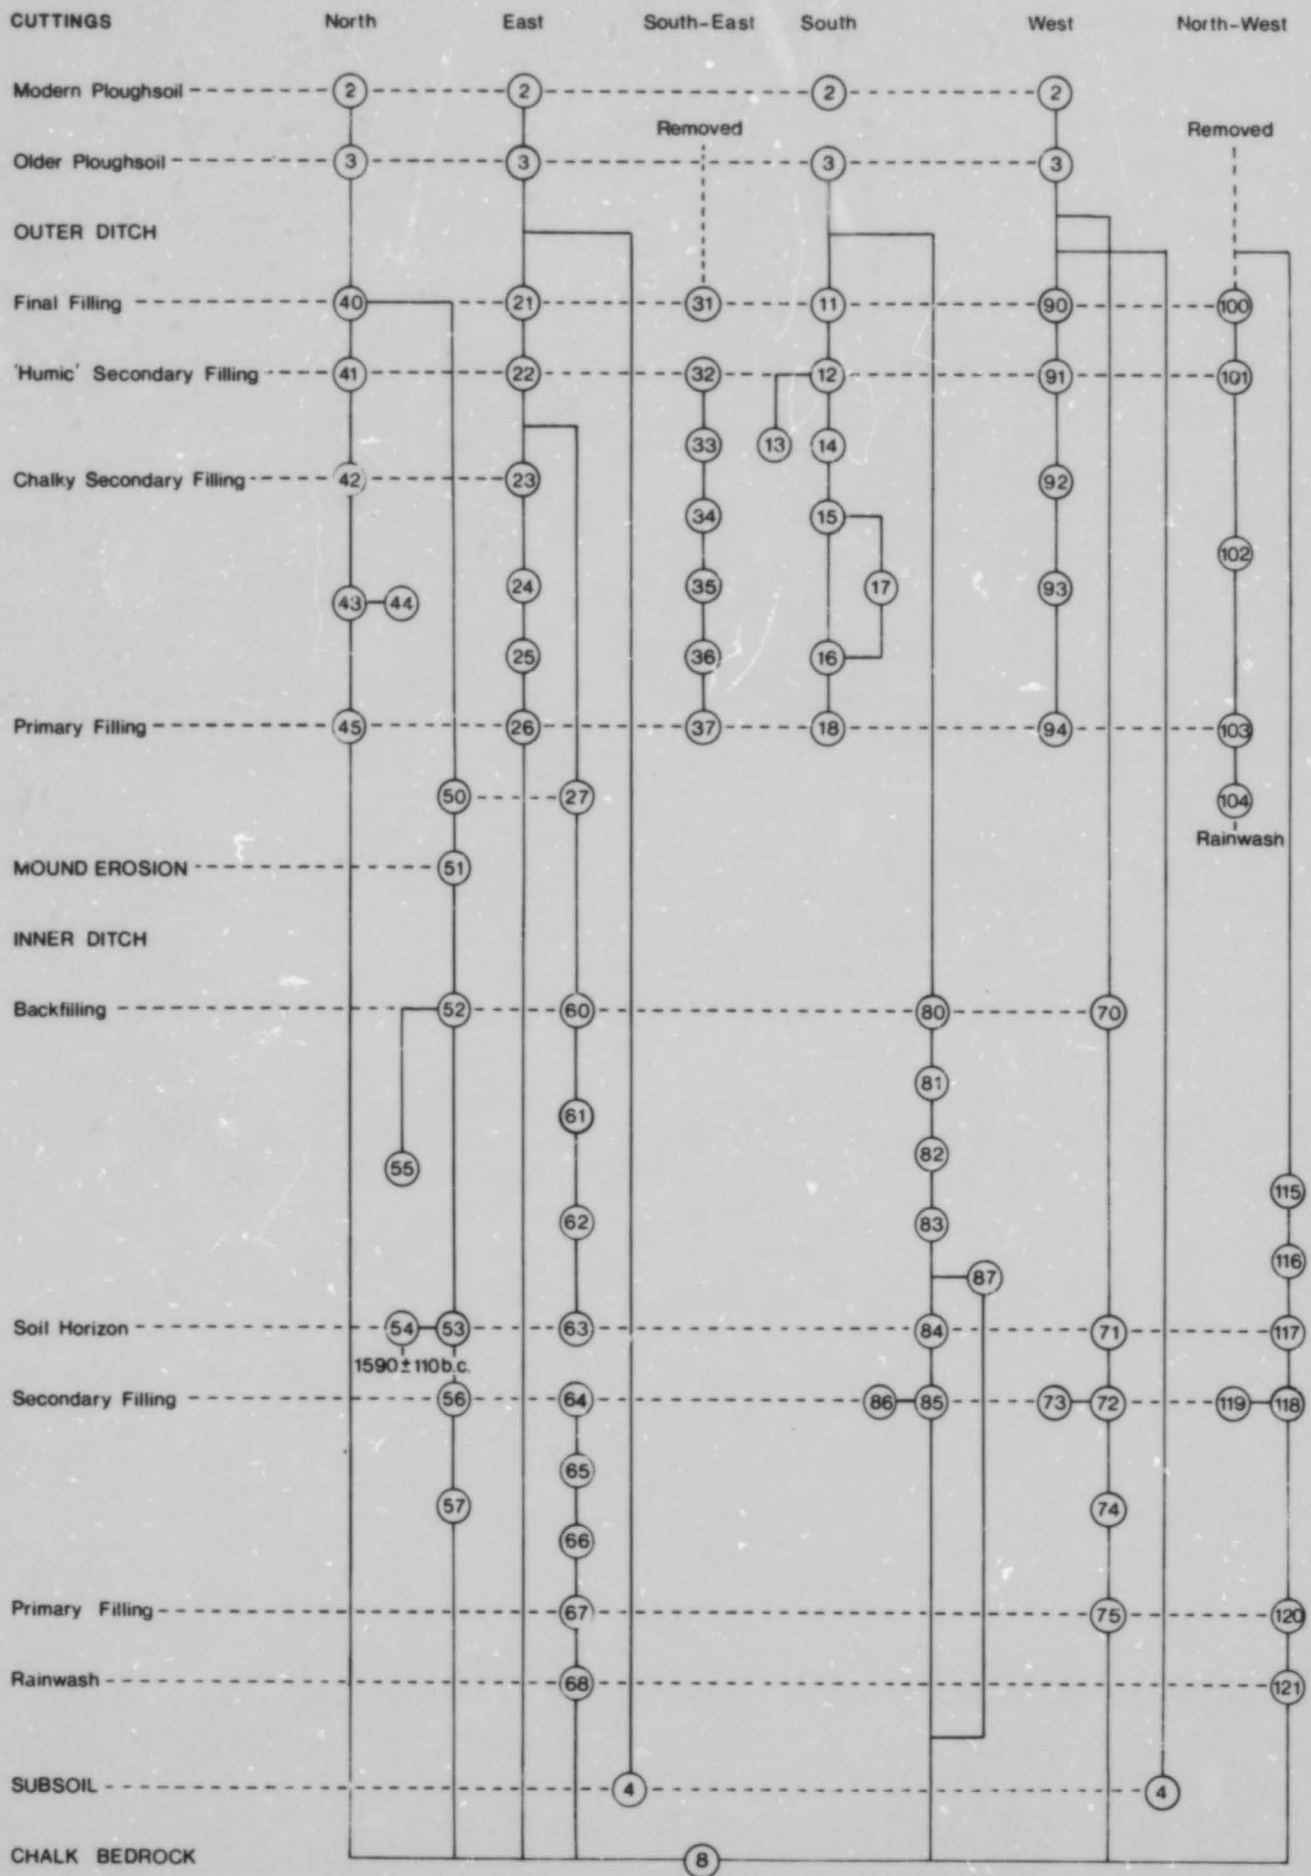 CUTTINGS North East South-East South West North-West
Modern Ploughsoil 2 2 2 2
Removed Removed
Older Ploughsoil 3 3 3 3
OUTER DITCH
Final Filling 40 21 31 11 90 100
'Humic' Secondary Filling 41 22 32 12 91 101
33 13 14
Chalky Secondary Filling 42 23 92
34 15
102
24 35 17 93
43 44
25 36 16
Primary Filling 45 26 37 18 94 103
50 27 104
Rainwash
MOUND EROSION 51
INNER DITCH
Backfilling 52 60 80 70
81
61
82
55
115
62 83
116
87
Soil Horizon 54 53 63 84 71 117
1590±110b.c.
Secondary Filling 56 64 86 85 73 72 119 118
65
57 74
66
Primary Filling 67 75 120
Rainwash 68 121
SUBSOIL 4 4
CHALK BEDROCK 8